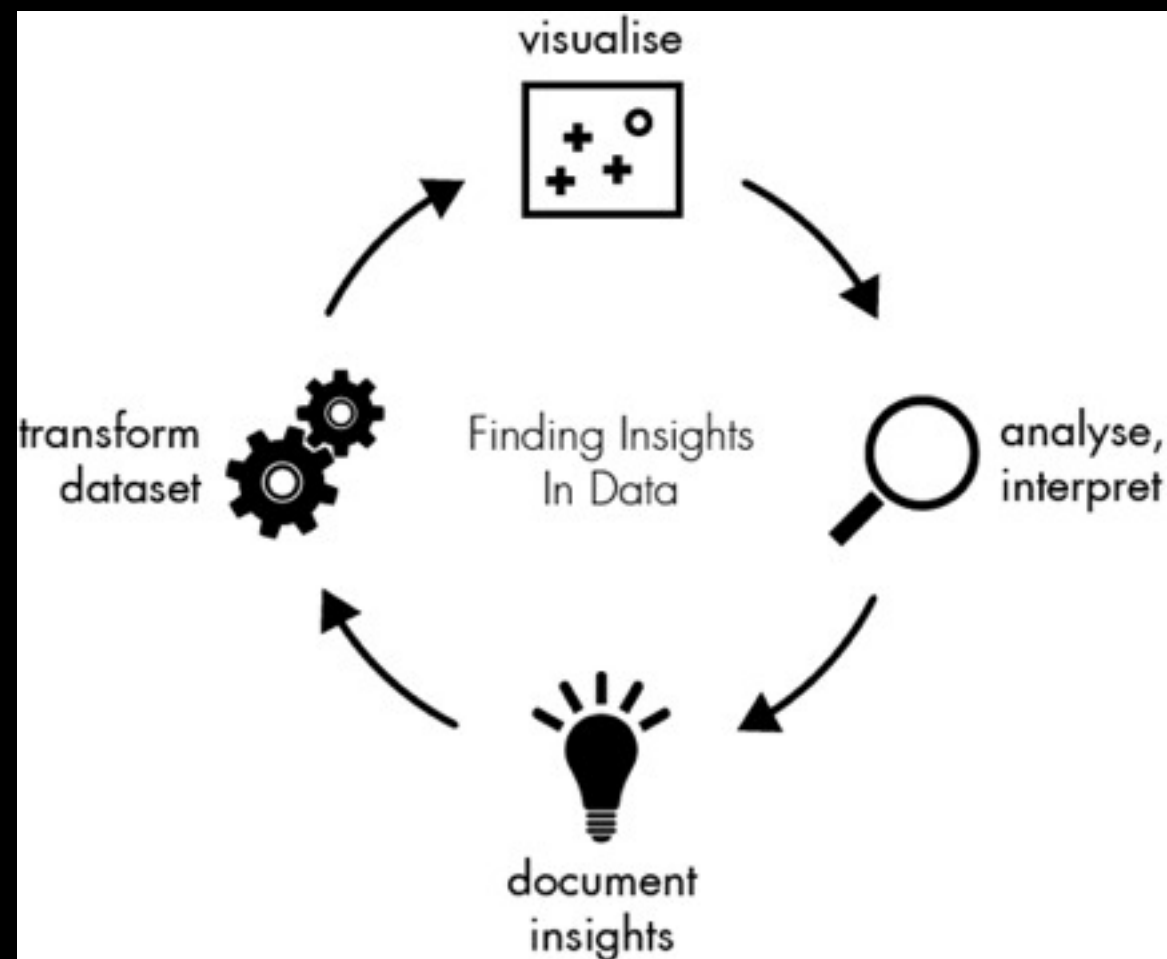 visualise
transform
dataset
Finding Insights
In Data
analyse,
interpret
document
insights